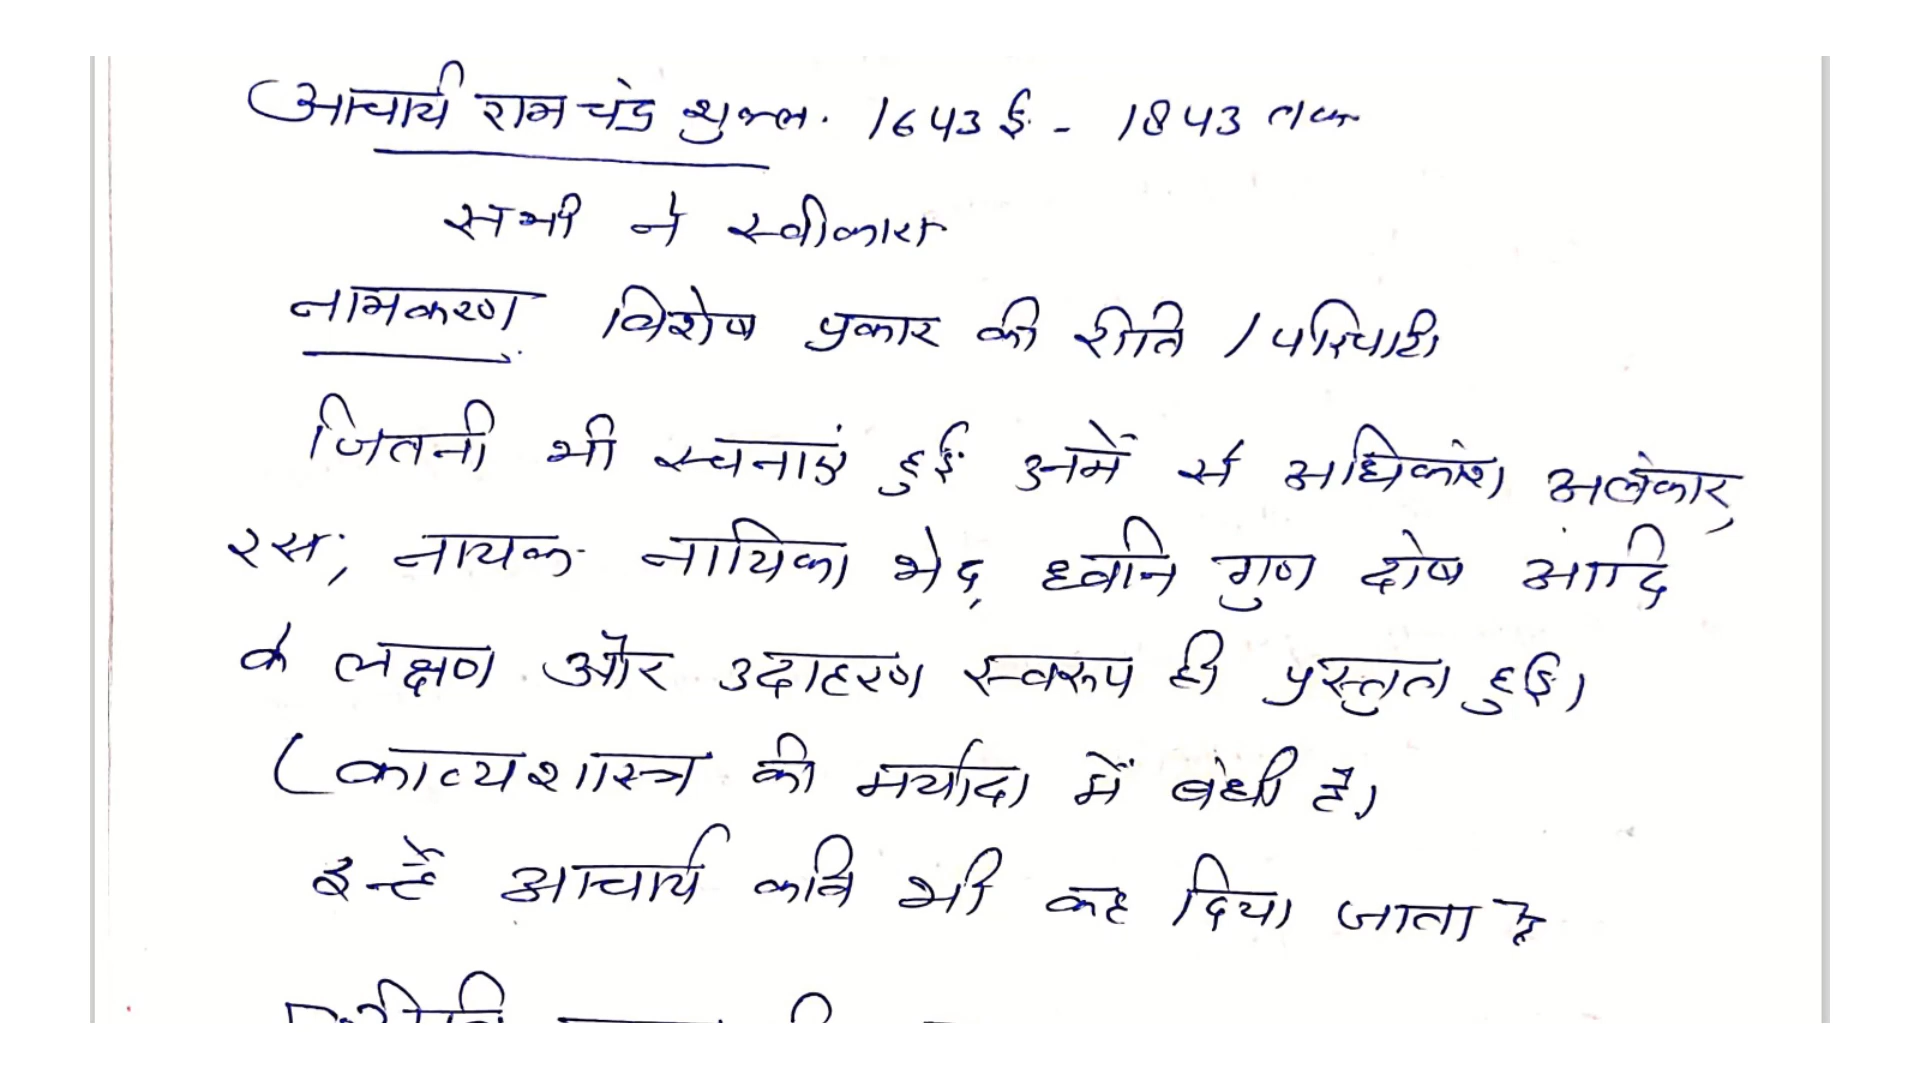 आचार्य रामचंद्र शुक्ल. 1643 ई. - 1843 तक
सभी ने स्वीकारा
नामकरण विशेष प्रकार की रीति / परिपाटी
जितनी भी रचनाएं हुई उनमें से अधिकांश अलंकार,
रस, नायक नायिका भेद, ध्वनि गुण दोष आदि
के लक्षण और उदाहरण स्वरूप ही प्रस्तुत हुई।
(काव्यशास्त्र की मर्यादा में बंधी है।
इन्हें आचार्य कवि भी कह दिया जाता है